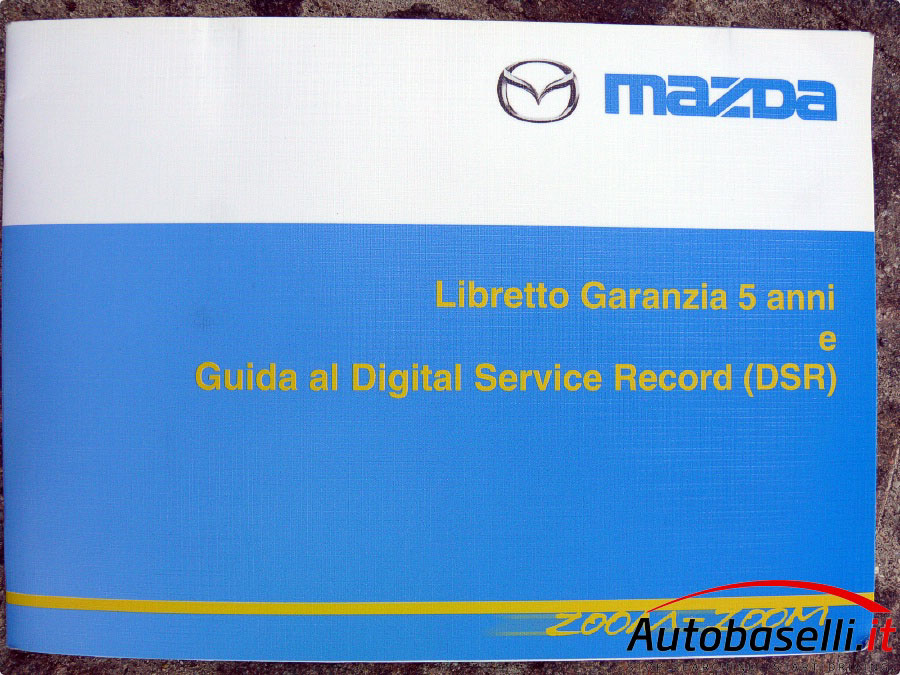 mazda
Libretto Garanzia 5 anni
e
Guida al Digital Service Record (DSR)
ZOOM-ZOOM
Autobaselli.it